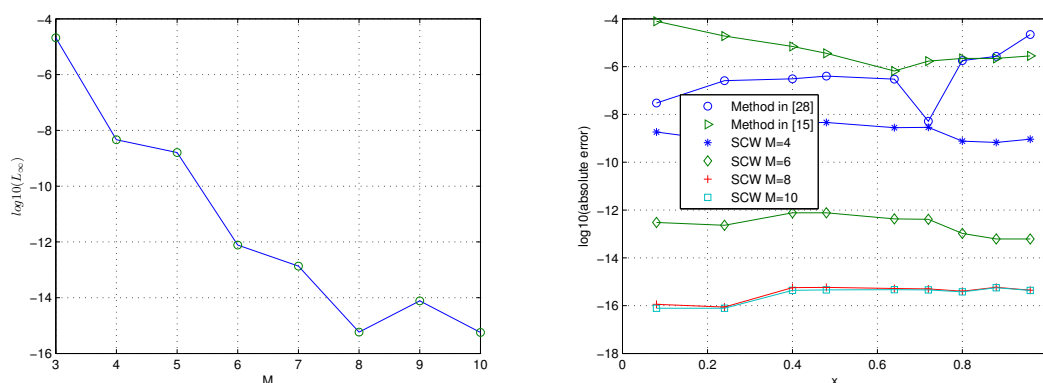 −4
−6
−8
−10
−12
−14
−16
3
4
5
6
7
8
9
10
M
log10(L∞)
−4
−6
−8
−10
−12
−14
−16
−18
0
0.2
0.4
0.6
0.8
1
x
log10(absolute error)
Method in [28]
Method in [15]
SCW M=4
SCW M=6
SCW M=8
SCW M=10